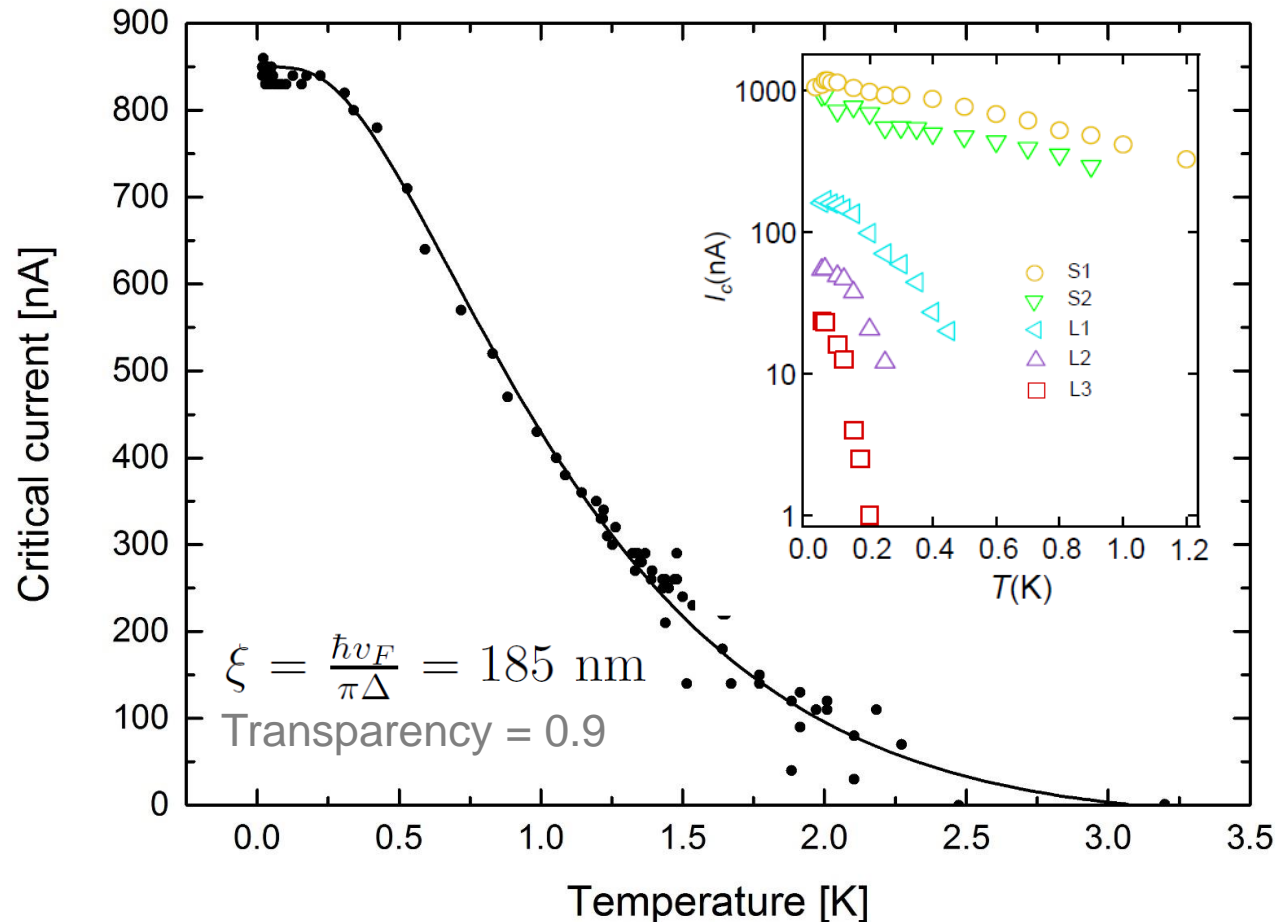 Critical current [nA]
900
800
700
600
500
400
300
200
100
0
0.0 0.5 1.0 1.5 2.0 2.5 3.0 3.5
Temperature [K]
ξ = ħv_F / πΔ = 185 nm
Transparency = 0.9
I_c(nA)
1000
100
10
1
0.0 0.2 0.4 0.6 0.8 1.0 1.2
T(K)
S1
S2
L1
L2
L3